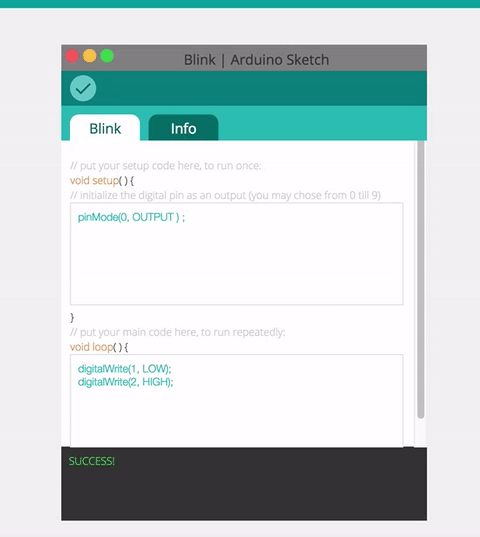 Blink | Arduino Sketch
Blink
Info
// put your setup code here, to run once:
void setup( ) {
// initialize the digital pin as an output (you may chose from 0 till 9)
pinMode(0, OUTPUT ) ;
}
// put your main code here, to run repeatedly:
void loop( ) {
digitalWrite(1, LOW);
digitalWrite(2, HIGH);
SUCCESS!